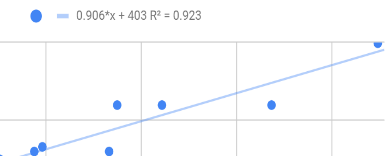 0.906*x + 403 R² = 0.923